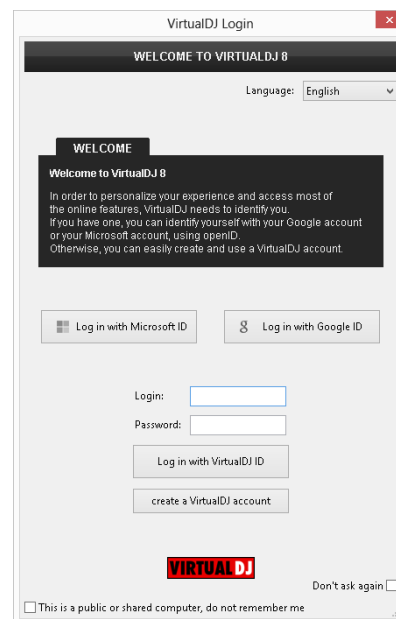 VirtualDJ Login
WELCOME TO VIRTUALDJ 8
Language: English
WELCOME
Welcome to VirtualDJ 8
In order to personalize your experience and access most of
the online features, VirtualDJ needs to identify you.
If you have one, you can identify yourself with your Google account
or your Microsoft account, using openID.
Otherwise, you can easily create and use a VirtualDJ account.
Log in with Microsoft ID
g Log in with Google ID
Login:
Password:
Log in with VirtualDJ ID
create a VirtualDJ account
VIRTUAL DJ
Don't ask again
This is a public or shared computer, do not remember me